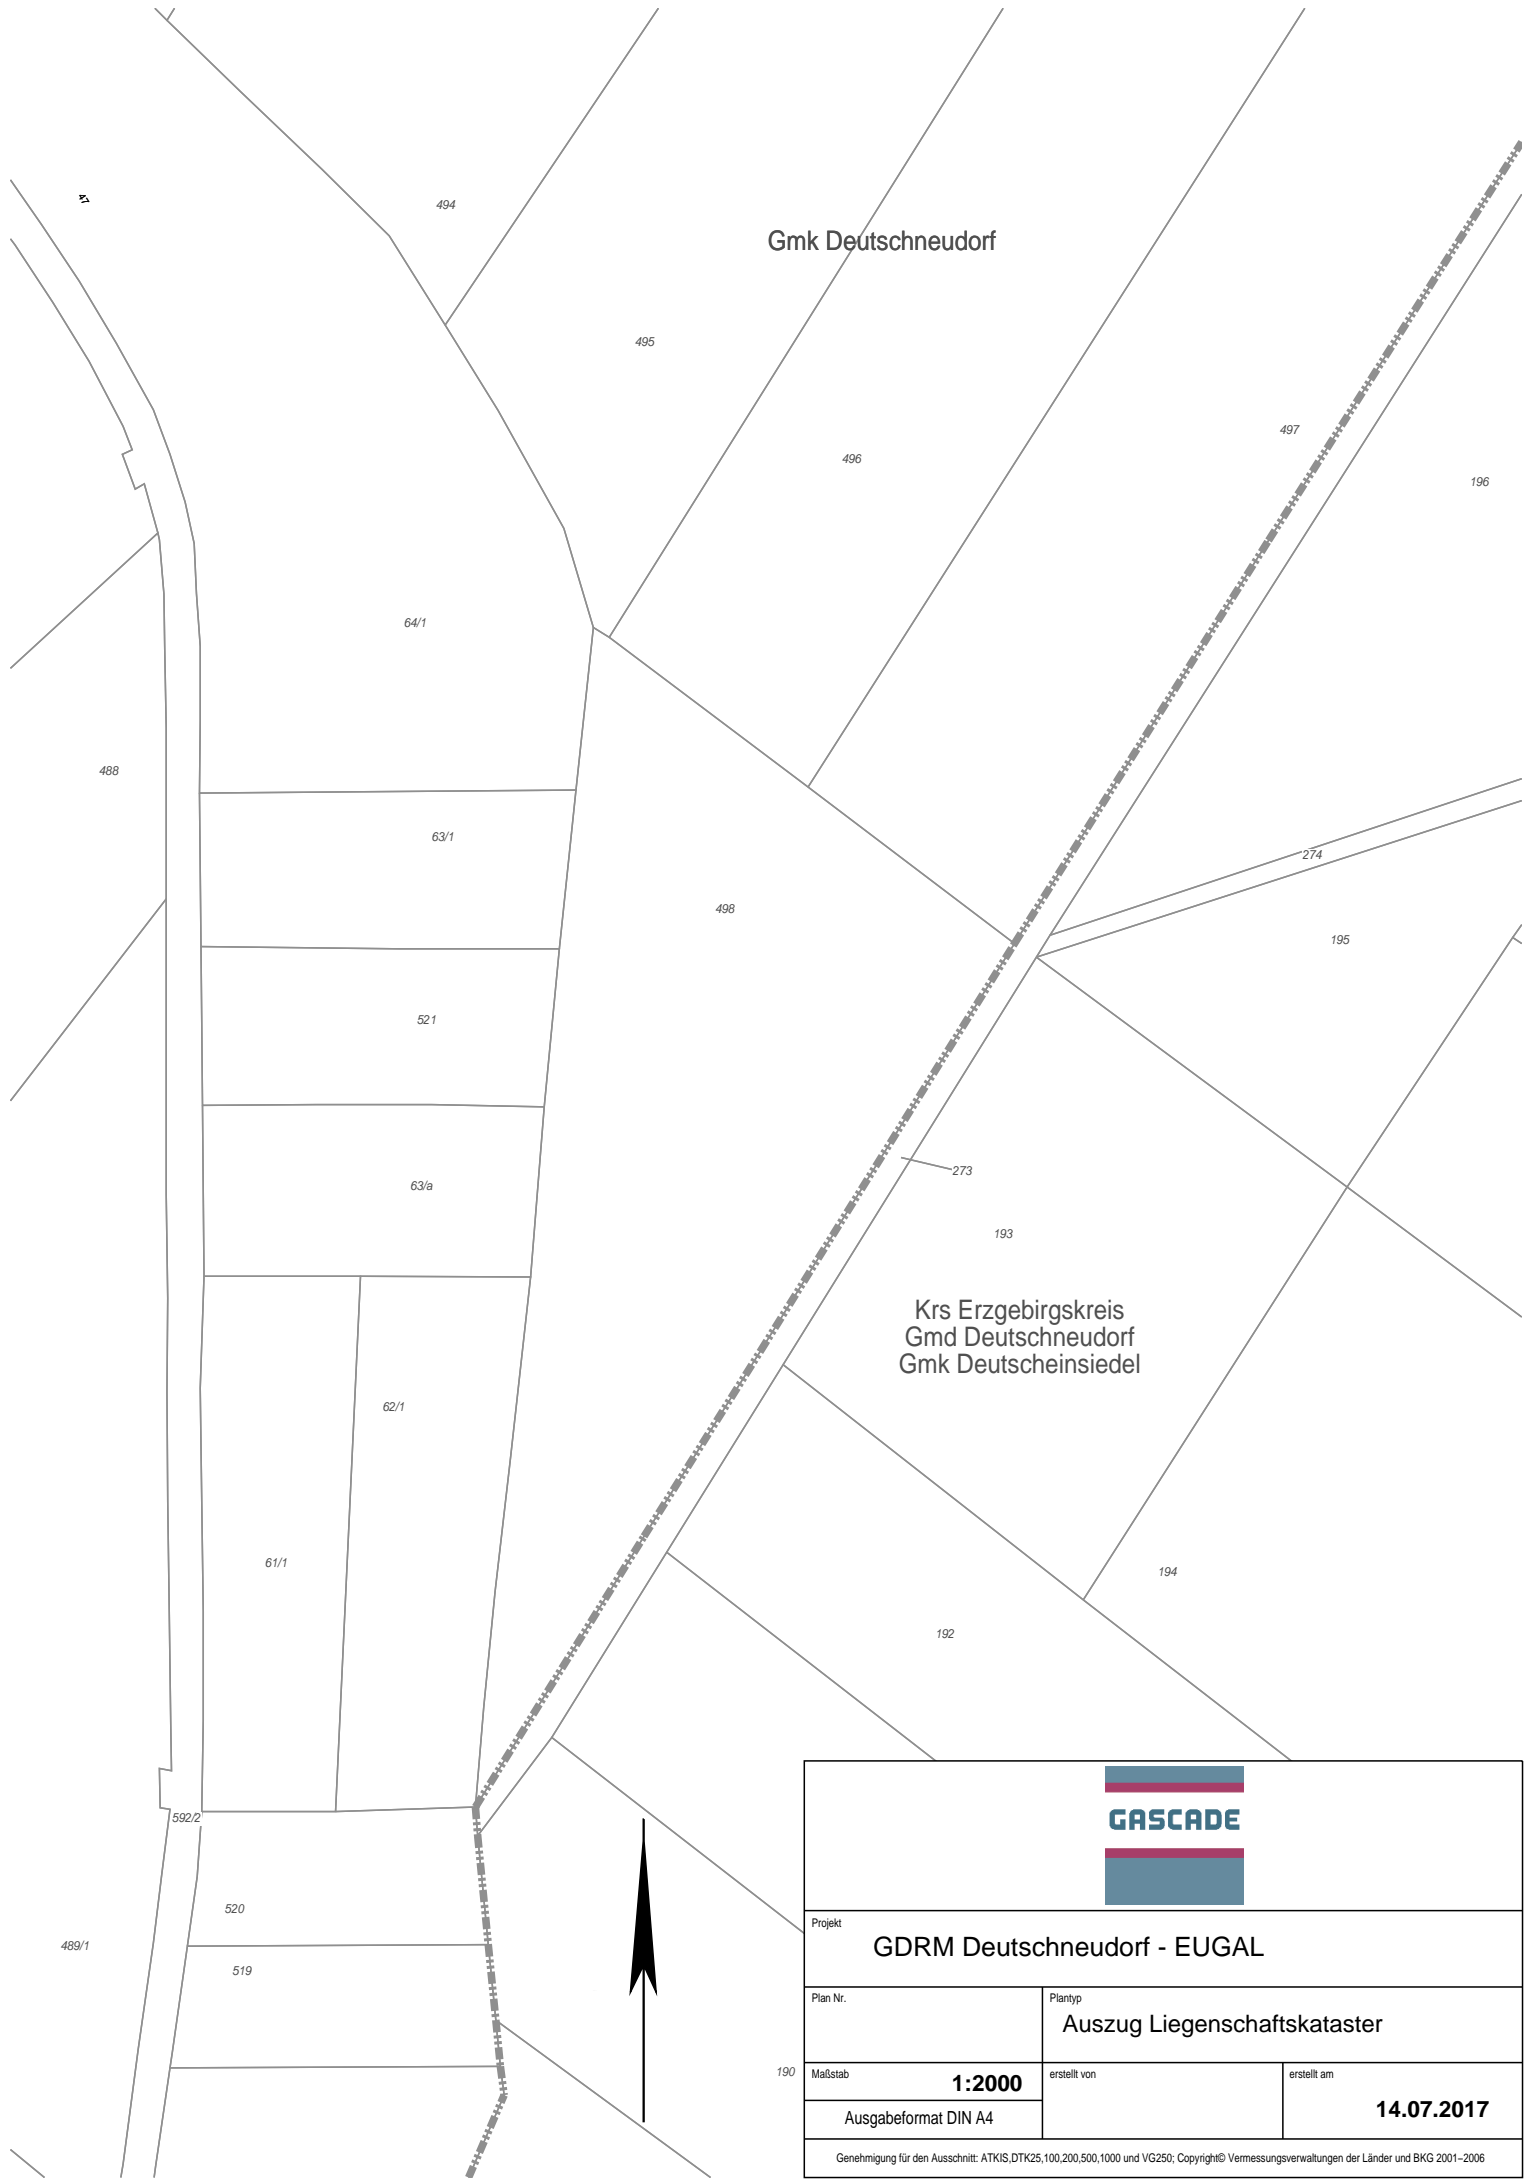 47
494
Gmk Deutschneudorf
495
497
496
196
64/1
488
63/1
274
498
195
521
273
63/a
193
Krs Erzgebirgskreis
Gmd Deutschneudorf
Gmk Deutscheinsiedel
62/1
61/1
194
192
592/2
520
489/1
519
190
GASCADE
Projekt
GDRM Deutschneudorf - EUGAL
Plan Nr.
Plantyp
Auszug Liegenschaftskataster
Maßstab
1:2000
erstellt von
erstellt am
14.07.2017
Ausgabeformat DIN A4
Genehmigung für den Ausschnitt: ATKIS,DTK25,100,200,500,1000 und VG250; Copyright© Vermessungsverwaltungen der Länder und BKG 2001-2006